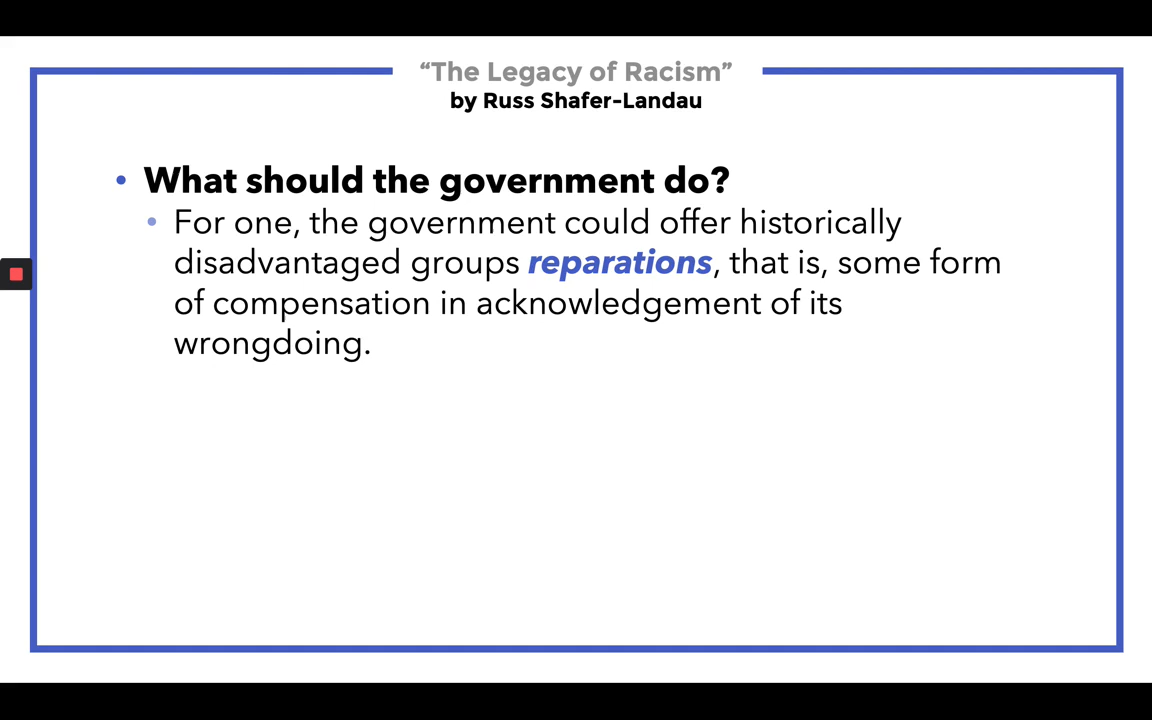 “The Legacy of Racism”
by Russ Shafer-Landau
• What should the government do?
• For one, the government could offer historically
disadvantaged groups reparations, that is, some form
of compensation in acknowledgement of its
wrongdoing.